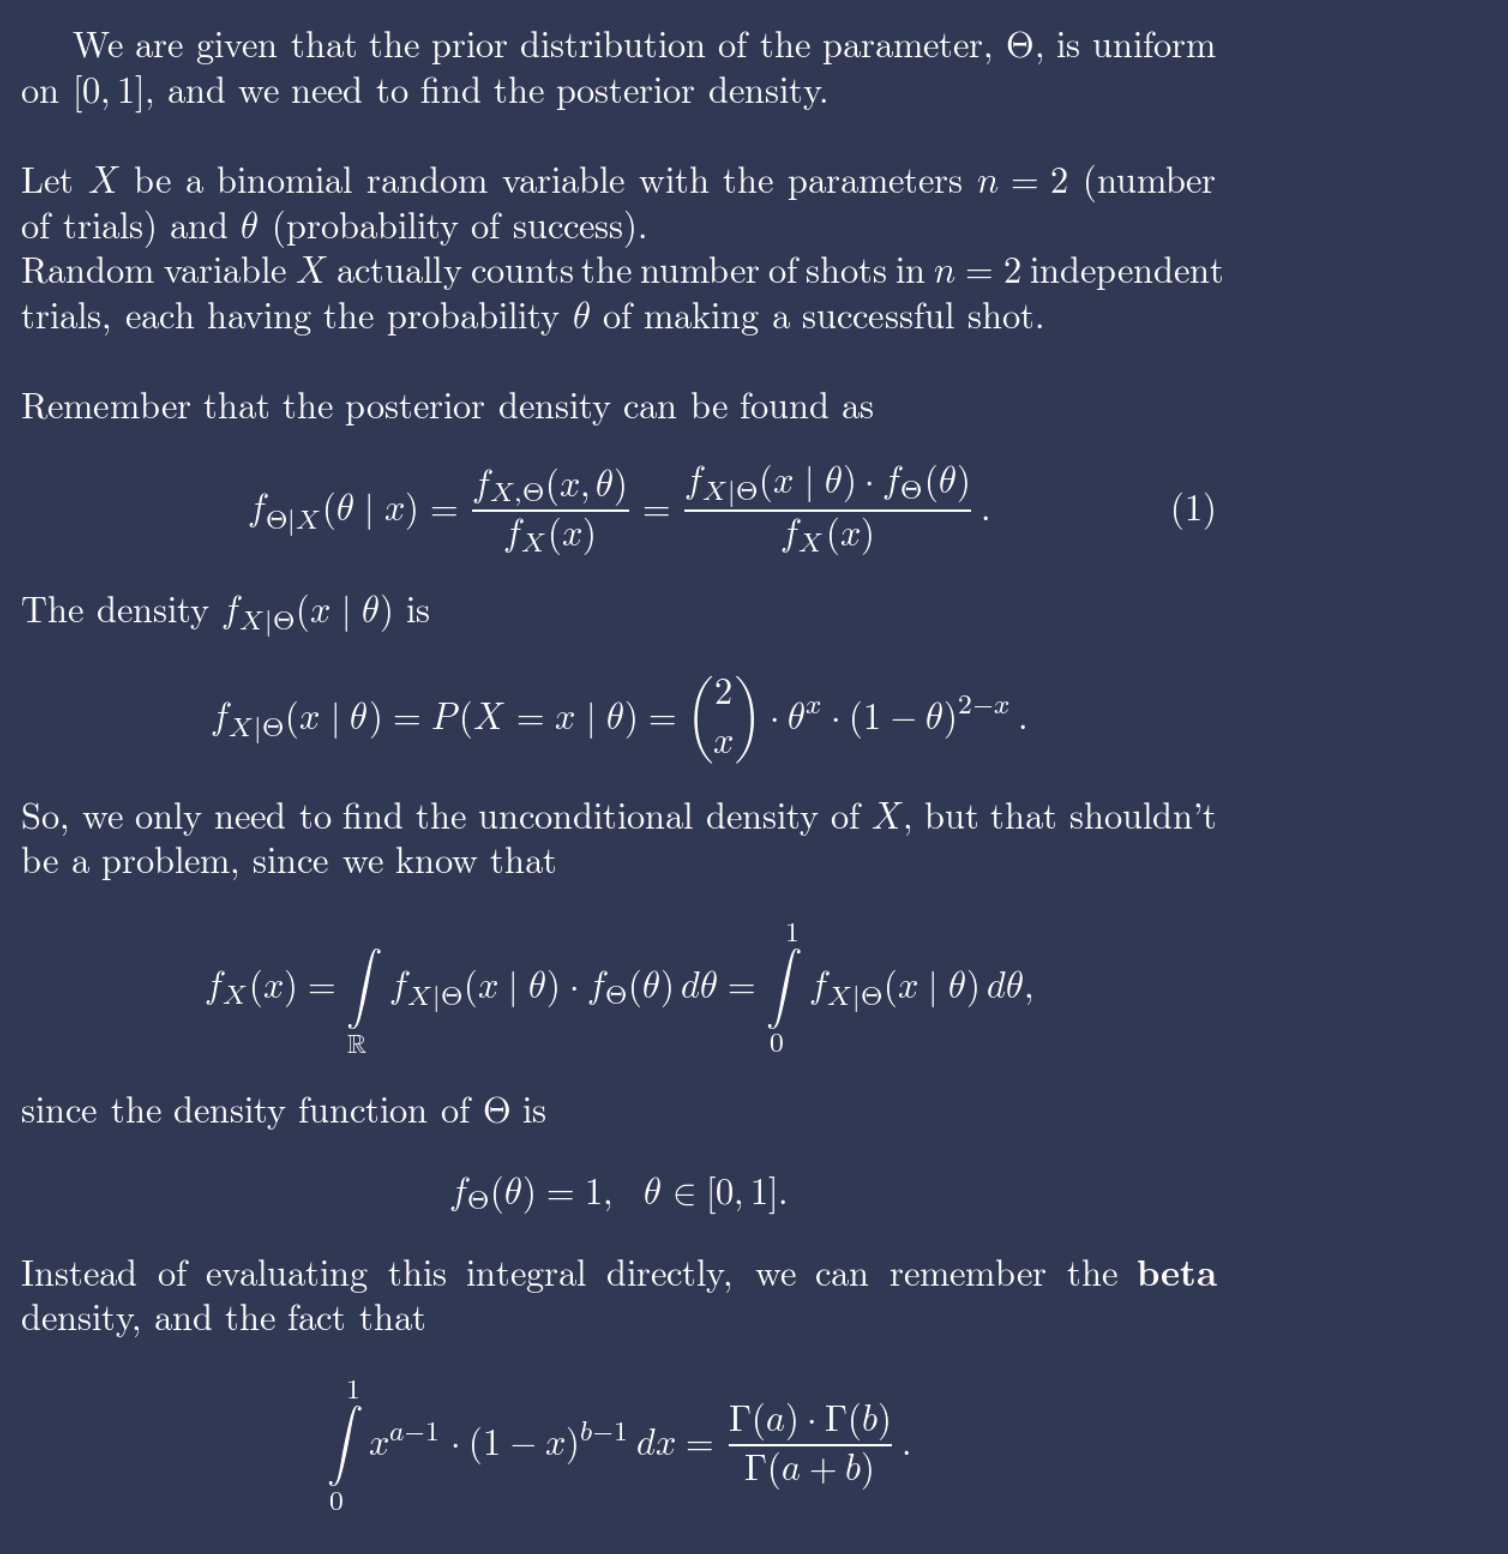 We are given that the prior distribution of the parameter, Θ, is uniform
on [0, 1], and we need to find the posterior density.
Let X be a binomial random variable with the parameters n = 2 (number
of trials) and θ (probability of success).
Random variable X actually counts the number of shots in n = 2 independent
trials, each having the probability θ of making a successful shot.
Remember that the posterior density can be found as
f_{Θ|X}(θ | x) = \frac{f_{X,Θ}(x, θ)}{f_X(x)} = \frac{f_{X|Θ}(x | θ) · f_Θ(θ)}{f_X(x)} . (1)
The density f_{X|Θ}(x | θ) is
f_{X|Θ}(x | θ) = P(X = x | θ) = \binom{2}{x} · θ^x · (1 − θ)^{2−x} .
So, we only need to find the unconditional density of X, but that shouldn't
be a problem, since we know that
f_X(x) = \int_ℝ f_{X|Θ}(x | θ) · f_Θ(θ) dθ = \int_0^1 f_{X|Θ}(x | θ) dθ,
since the density function of Θ is
f_Θ(θ) = 1, θ ∈ [0, 1].
Instead of evaluating this integral directly, we can remember the beta
density, and the fact that
\int_0^1 x^{a−1} · (1 − x)^{b−1} dx = \frac{Γ(a) · Γ(b)}{Γ(a + b)} .